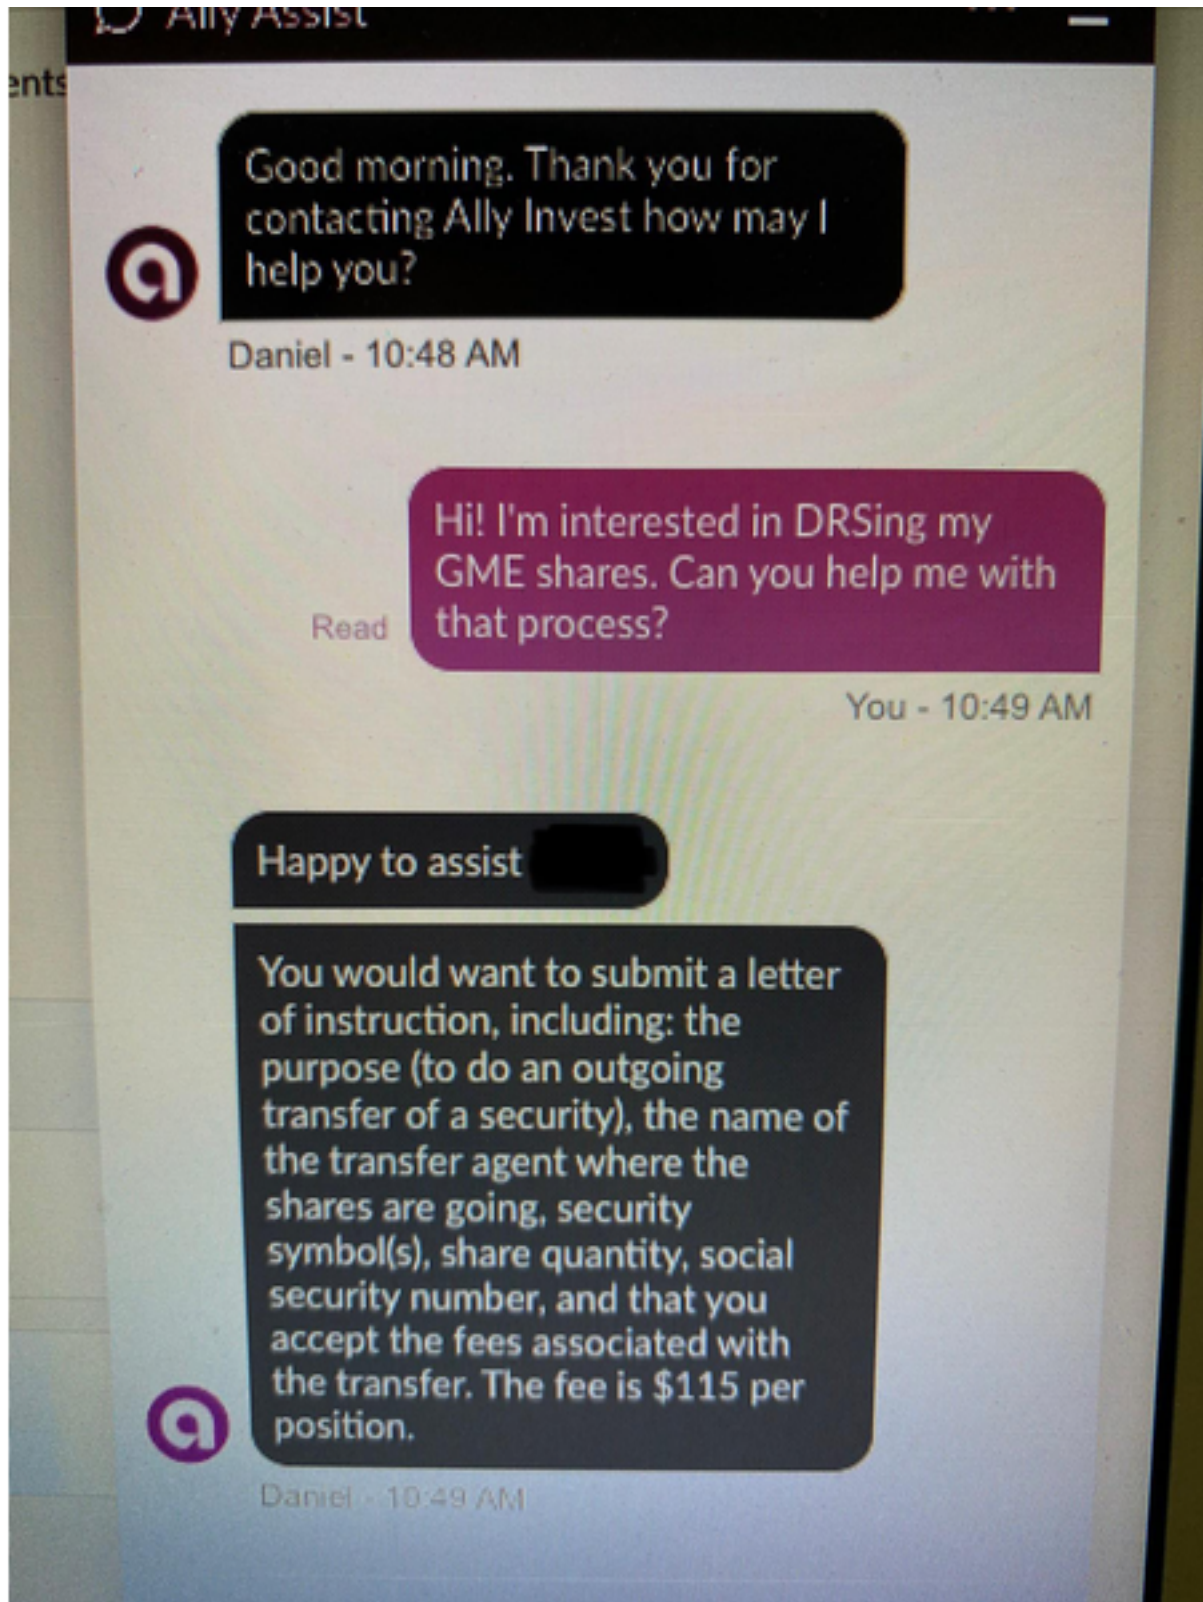 Ally Assist
ents
Good morning. Thank you for
contacting Ally Invest how may I
help you?
Daniel - 10:48 AM
Hi! I'm interested in DRSing my
GME shares. Can you help me with
that process?
Read
You - 10:49 AM
Happy to assist
You would want to submit a letter
of instruction, including: the
purpose (to do an outgoing
transfer of a security), the name of
the transfer agent where the
shares are going, security
symbol(s), share quantity, social
security number, and that you
accept the fees associated with
the transfer. The fee is $115 per
position.
Daniel - 10:49 AM